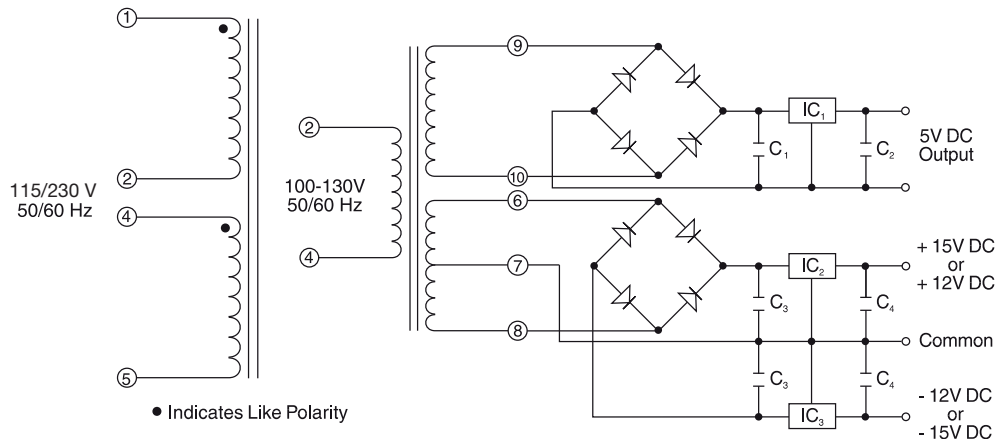 1
2
115/230 V
50/60 Hz
4
5
● Indicates Like Polarity
2
100-130V
50/60 Hz
4
9
10
6
7
8
IC1
C1
C2
5V DC
Output
IC2
C3
C4
+ 15V DC
or
+ 12V DC
Common
C3
C4
IC3
- 12V DC
or
- 15V DC